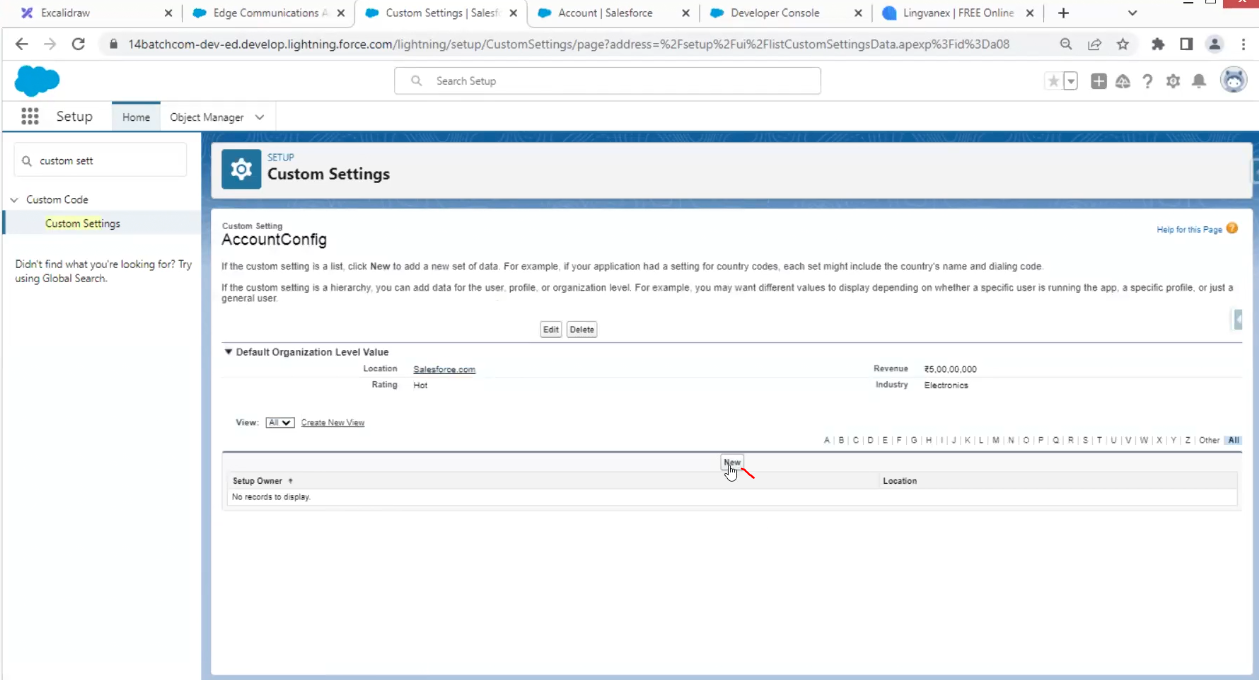 Excalidraw
Edge Communications A
Custom Settings | Salesf
Account | Salesforce
Developer Console
Lingvanex | FREE Online
14batchcom-dev-ed.develop.lightning.force.com/lightning/setup/CustomSettings/page?address=%2Fsetup%2Fui%2FlistCustomSettingsData.apexp%3Fid%3Da08
Search Setup
Setup
Home
Object Manager
custom sett
Custom Code
Custom Settings
Didn't find what you're looking for? Try
using Global Search.
SETUP
Custom Settings
Custom Setting
AccountConfig
Help for this Page
If the custom setting is a list, click New to add a new set of data. For example, if your application had a setting for country codes, each set might include the country's name and dialing code.
If the custom setting is a hierarchy, you can add data for the user, profile, or organization level. For example, you may want different values to display depending on whether a specific user is running the app, a specific profile, or just a
general user.
Edit Delete
Default Organization Level Value
Location Salesforce.com Revenue ₹5,00,00,000
Rating Hot Industry Electronics
View: All Create New View
A | B | C | D | E | F | G | H | I | J | K | L | M | N | O | P | Q | R | S | T | U | V | W | X | Y | Z | Other All
New
Setup Owner ↑ Location
No records to display.